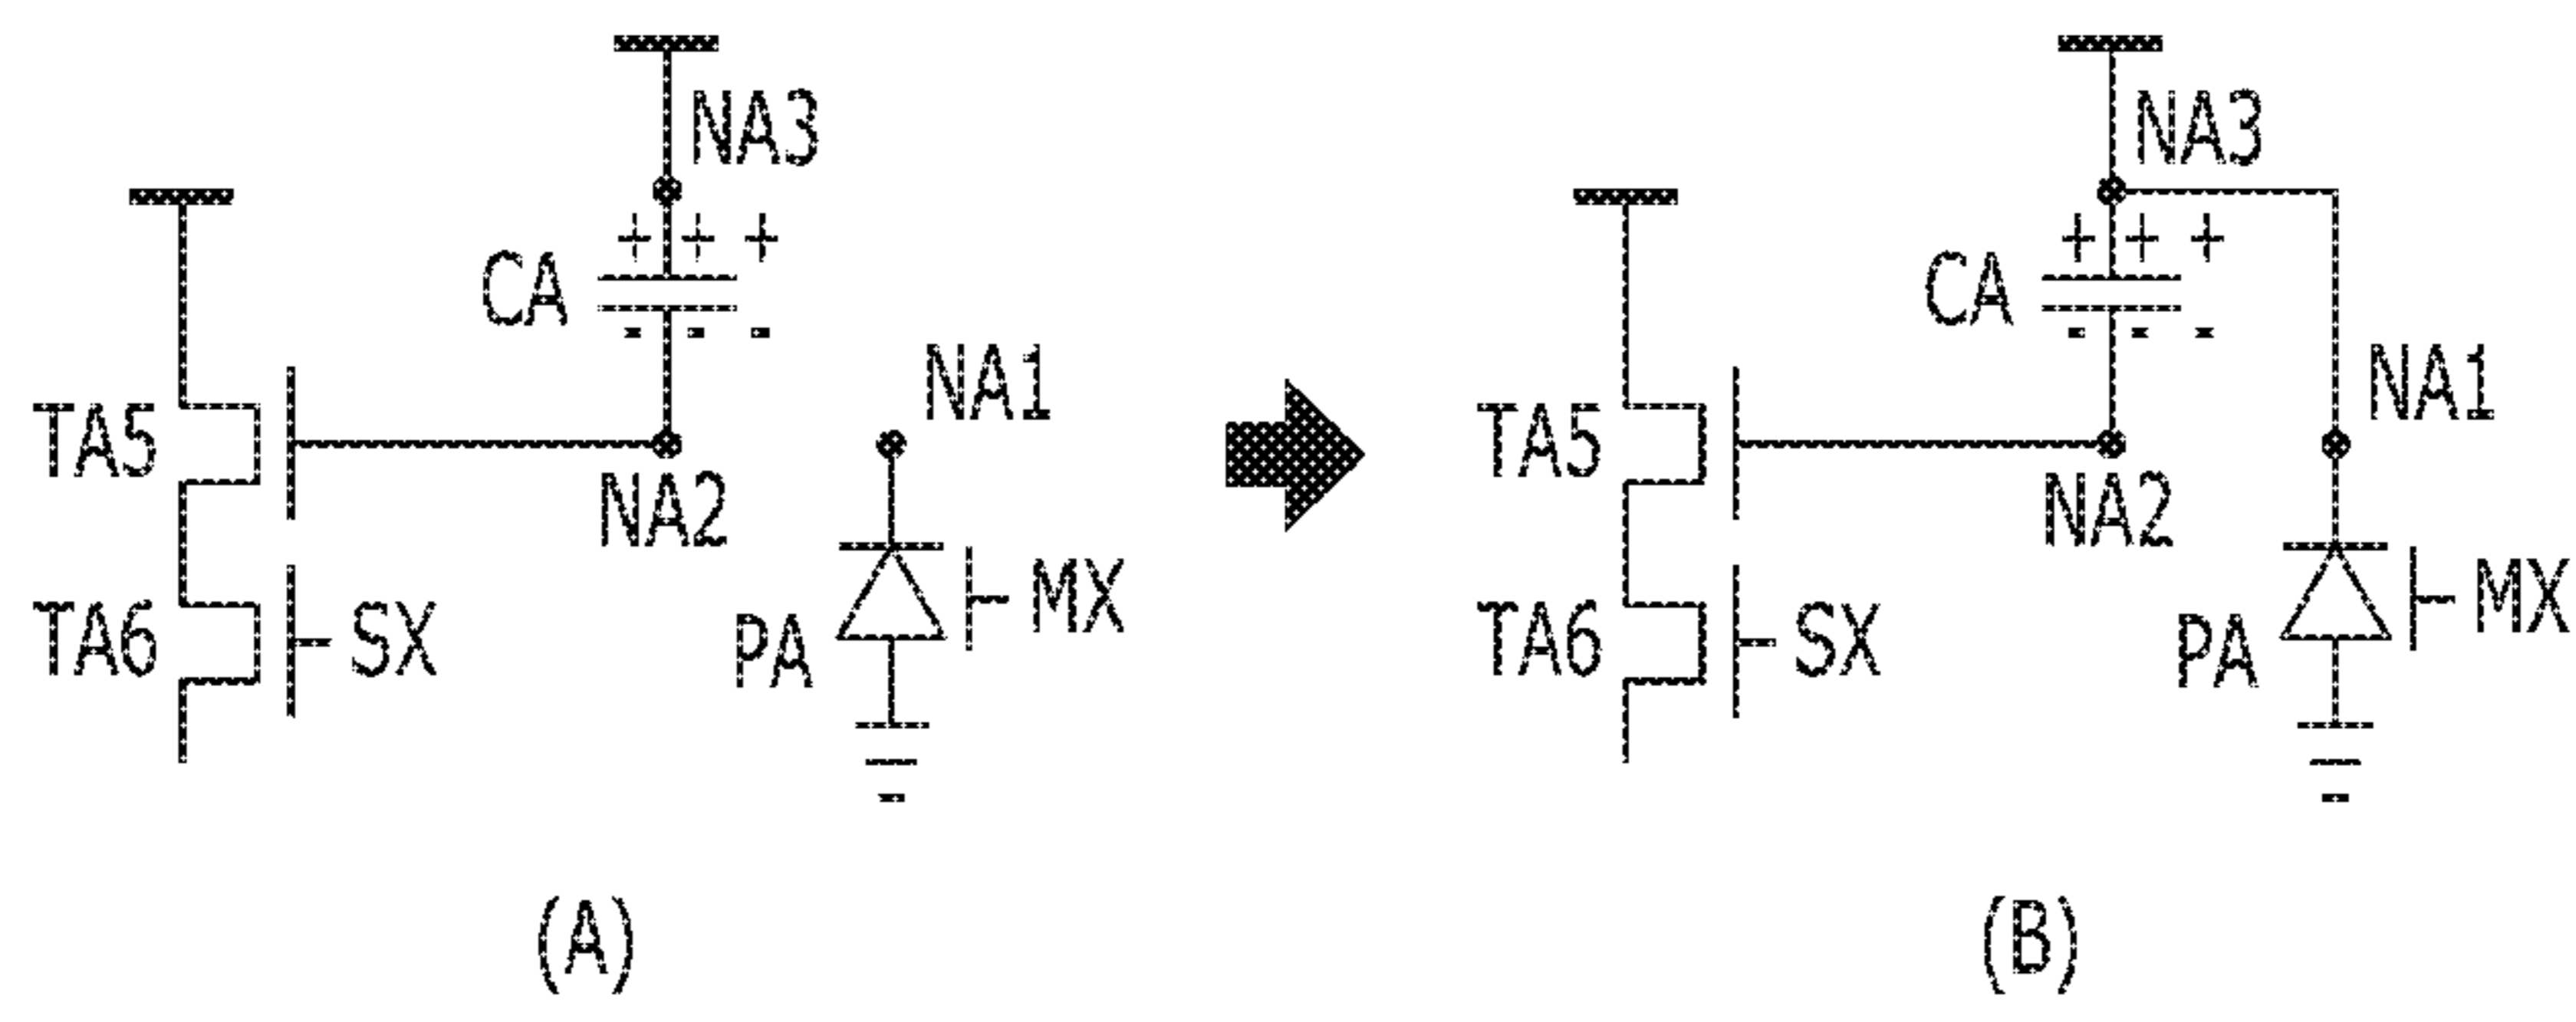 NA3
+ + +
CA
- - -
NA1
TA5
NA2
MX
TA6
SX
PA
(A)
NA3
+ + +
CA
- - -
NA1
TA5
NA2
MX
TA6
SX
PA
(B)